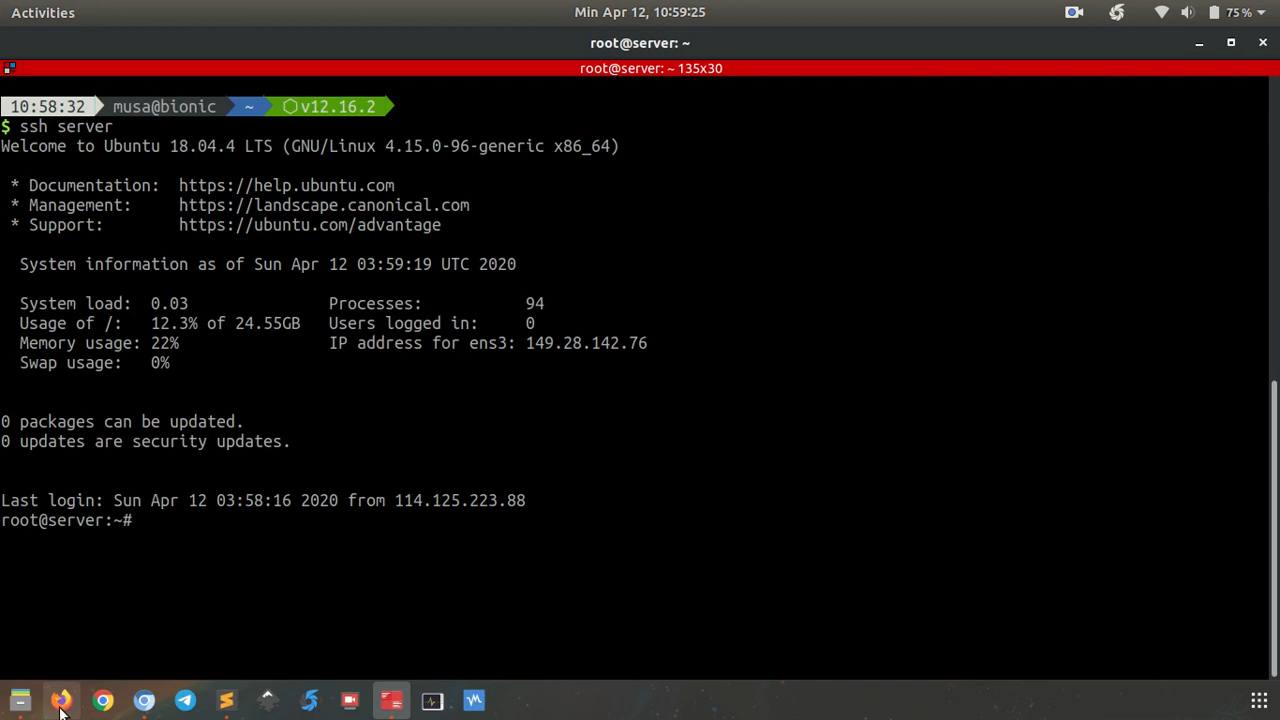 Activities
Min Apr 12, 10:59:25
75 %
root@server: ~
root@server: ~ 135x30
10:58:32 musa@bionic ~ v12.16.2
$ ssh server
Welcome to Ubuntu 18.04.4 LTS (GNU/Linux 4.15.0-96-generic x86_64)
* Documentation: https://help.ubuntu.com
* Management: https://landscape.canonical.com
* Support: https://ubuntu.com/advantage
System information as of Sun Apr 12 03:59:19 UTC 2020
System load: 0.03 Processes: 94
Usage of /: 12.3% of 24.55GB Users logged in: 0
Memory usage: 22% IP address for ens3: 149.28.142.76
Swap usage: 0%
0 packages can be updated.
0 updates are security updates.
Last login: Sun Apr 12 03:58:16 2020 from 114.125.223.88
root@server:~#